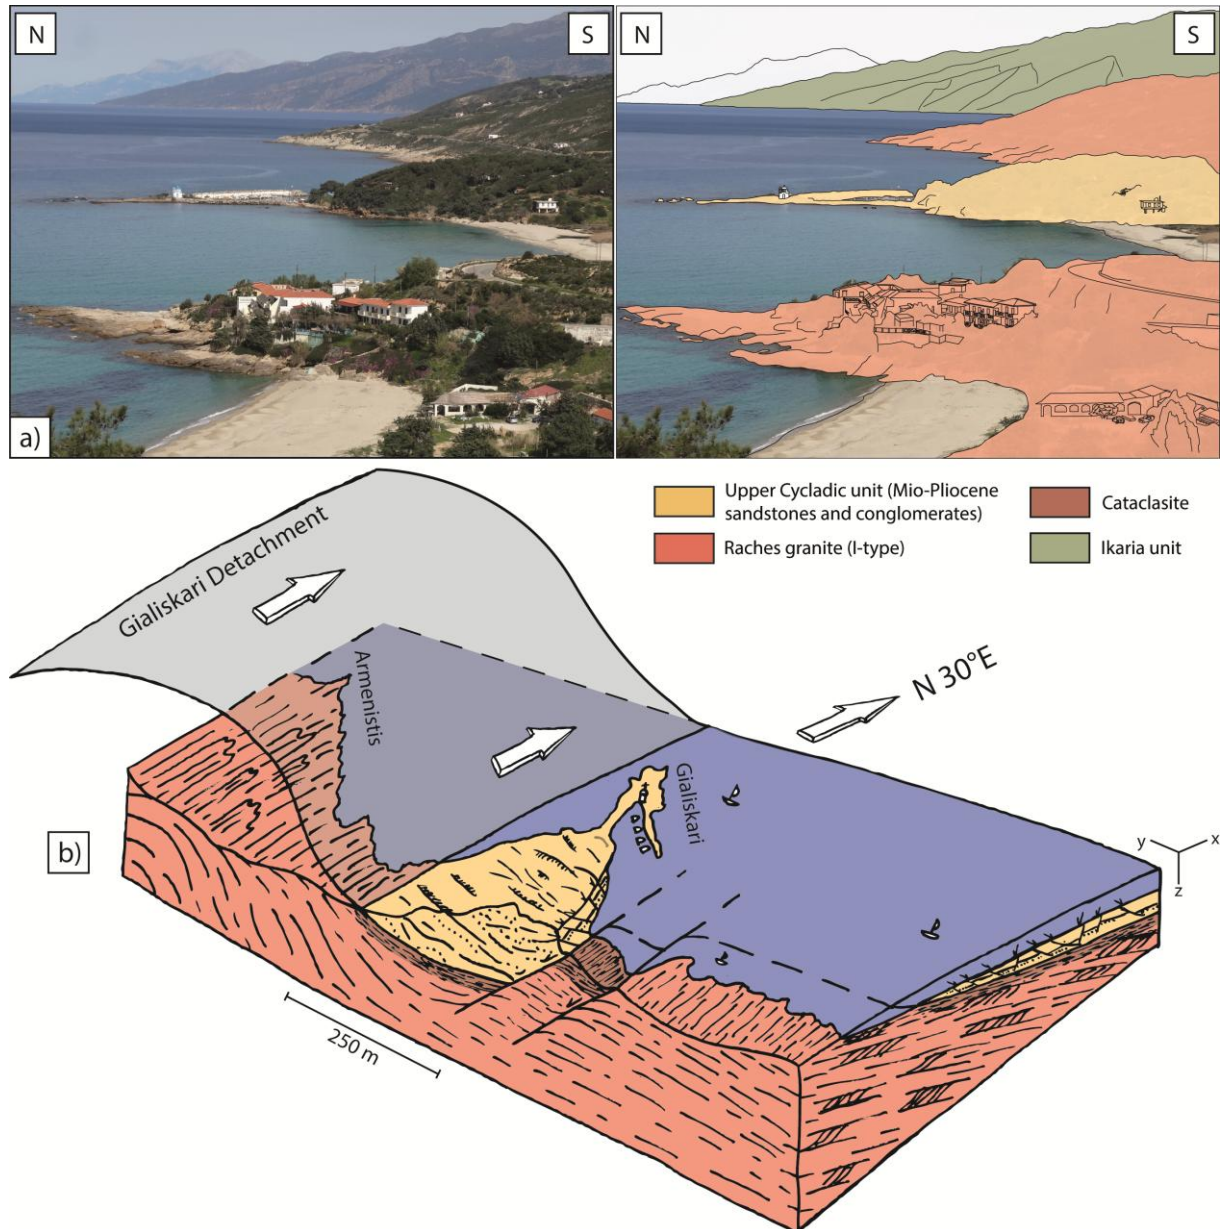 N
S
N
S
a)
Upper Cycladic unit (Mio-Pliocene
sandstones and conglomerates)
Raches granite (I-type)
Cataclasite
Ikaria unit
Gialiskari Detachment
N 30°E
Armenistis
Gialiskari
b)
y
x
z
250 m